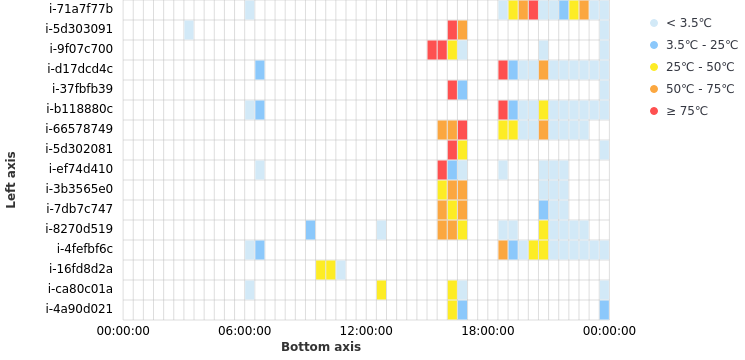 i-71a7f77b
i-5d303091
i-9f07c700
i-d17dcd4c
i-37fbfb39
i-b118880c
i-66578749
i-5d302081
i-ef74d410
i-3b3565e0
i-7db7c747
i-8270d519
i-4fefbf6c
i-16fd8d2a
i-ca80c01a
i-4a90d021
Left axis
00:00:00 06:00:00 12:00:00 18:00:00 00:00:00
Bottom axis
< 3.5℃
3.5℃ - 25℃
25℃ - 50℃
50℃ - 75℃
≥ 75℃